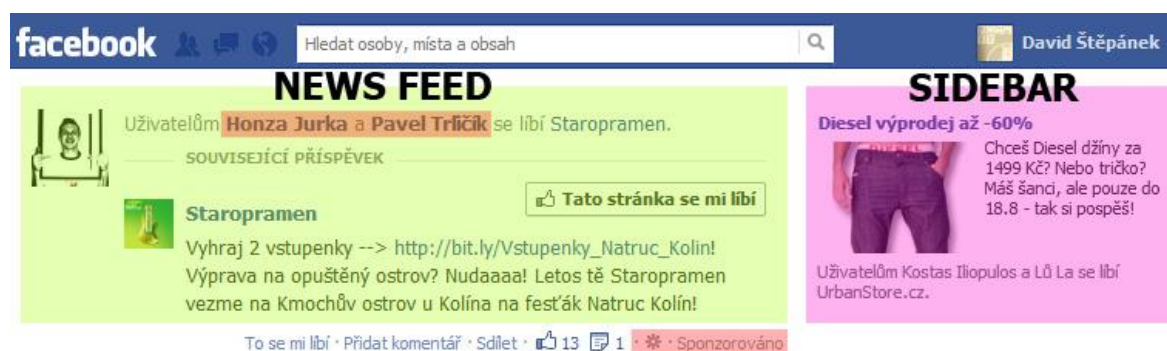 facebook
Hledat osoby, místa a obsah
David Štěpánek
NEWS FEED
SIDEBAR
Uživatelům Honza Jurka a Pavel Trličík se líbí Staropramen.
SOUVISEJÍCÍ PŘÍSPĚVEK
Staropramen
Tato stránka se mi líbí
Vyhraj 2 vstupenky --> http://bit.ly/Vstupenky_Natruc_Kolin!
Výprava na opuštěný ostrov? Nudaaaa! Letos tě Staropramen
vezme na Kmochův ostrov u Kolína na fesťák Natruc Kolín!
To se mi líbí · Přidat komentář · Sdílet · 13 1 · Sponzorováno
Diesel výprodej až -60%
Chceš Diesel džíny za
1499 Kč? Nebo tričko?
Máš šanci, ale pouze do
18.8 - tak si pospěš!
Uživatelům Kostas Iliopulos a Lû La se líbí
UrbanStore.cz.